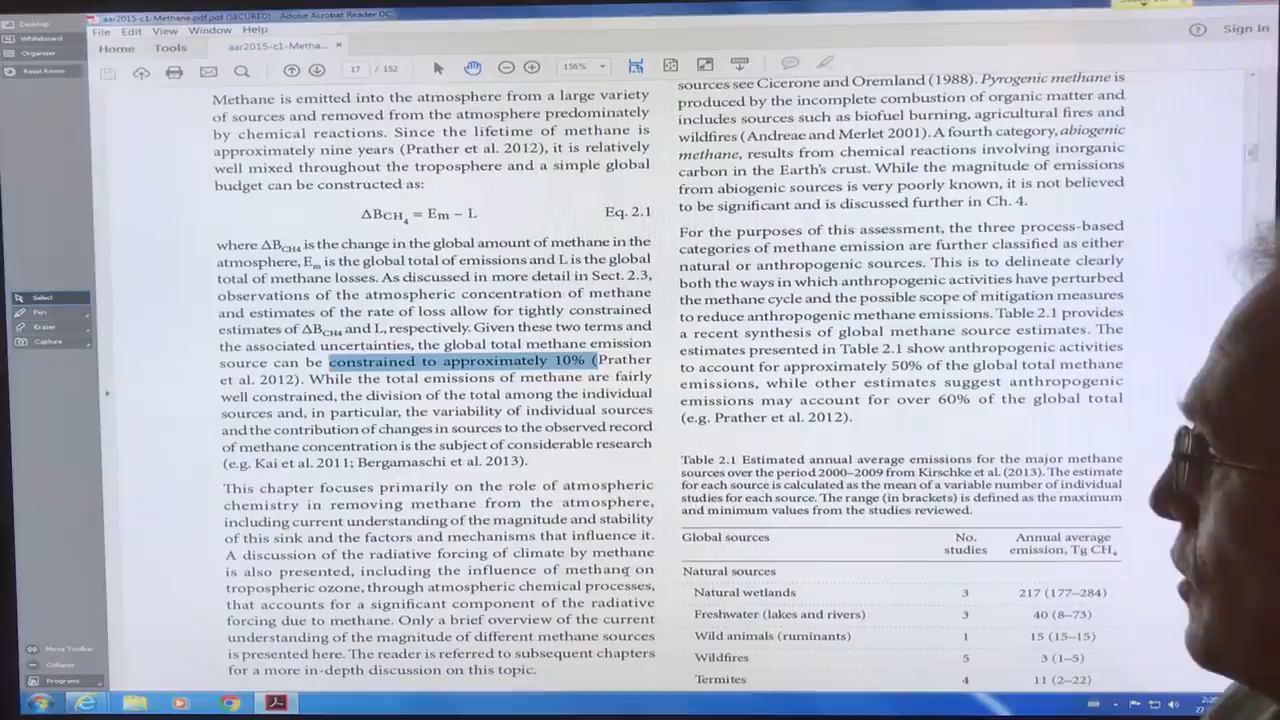 aar2015-c1-Methane.pdf.pdf (SECURED) - Adobe Acrobat Reader DC
File Edit View Window Help
Home Tools aar2015-c1-Metha... ×
Sign In
17 / 152
156%
Desktop
Whiteboard
Organizer
Reset Room
Select
Pen
Eraser
Capture
Move Toolbar
Collapse
Programs
Methane is emitted into the atmosphere from a large variety
of sources and removed from the atmosphere predominately
by chemical reactions. Since the lifetime of methane is
approximately nine years (Prather et al. 2012), it is relatively
well mixed throughout the troposphere and a simple global
budget can be constructed as:
ΔBCH₄ = Em – L Eq. 2.1
where ΔBCH4 is the change in the global amount of methane in the
atmosphere, Em is the global total of emissions and L is the global
total of methane losses. As discussed in more detail in Sect. 2.3,
observations of the atmospheric concentration of methane
and estimates of the rate of loss allow for tightly constrained
estimates of ΔBCH4 and L, respectively. Given these two terms and
the associated uncertainties, the global total methane emission
source can be constrained to approximately 10% (Prather
et al. 2012). While the total emissions of methane are fairly
well constrained, the division of the total among the individual
sources and, in particular, the variability of individual sources
and the contribution of changes in sources to the observed record
of methane concentration is the subject of considerable research
(e.g. Kai et al. 2011; Bergamaschi et al. 2013).
This chapter focuses primarily on the role of atmospheric
chemistry in removing methane from the atmosphere,
including current understanding of the magnitude and stability
of this sink and the factors and mechanisms that influence it.
A discussion of the radiative forcing of climate by methane
is also presented, including the influence of methane on
tropospheric ozone, through atmospheric chemical processes,
that accounts for a significant component of the radiative
forcing due to methane. Only a brief overview of the current
understanding of the magnitude of different methane sources
is presented here. The reader is referred to subsequent chapters
for a more in-depth discussion on this topic.
sources see Cicerone and Oremland (1988). Pyrogenic methane is
produced by the incomplete combustion of organic matter and
includes sources such as biofuel burning, agricultural fires and
wildfires (Andreae and Merlet 2001). A fourth category, abiogenic
methane, results from chemical reactions involving inorganic
carbon in the Earth's crust. While the magnitude of emissions
from abiogenic sources is very poorly known, it is not believed
to be significant and is discussed further in Ch. 4.
For the purposes of this assessment, the three process-based
categories of methane emission are further classified as either
natural or anthropogenic sources. This is to delineate clearly
both the ways in which anthropogenic activities have perturbed
the methane cycle and the possible scope of mitigation measures
to reduce anthropogenic methane emissions. Table 2.1 provides
a recent synthesis of global methane source estimates. The
estimates presented in Table 2.1 show anthropogenic activities
to account for approximately 50% of the global total methane
emissions, while other estimates suggest anthropogenic
emissions may account for over 60% of the global total
(e.g. Prather et al. 2012).
Table 2.1 Estimated annual average emissions for the major methane
sources over the period 2000–2009 from Kirschke et al. (2013). The estimate
for each source is calculated as the mean of a variable number of individual
studies for each source. The range (in brackets) is defined as the maximum
and minimum values from the studies reviewed.
Global sources No. studies Annual average emission, Tg CH₄
Natural sources
Natural wetlands 3 217 (177–284)
Freshwater (lakes and rivers) 3 40 (8–73)
Wild animals (ruminants) 1 15 (15–15)
Wildfires 5 3 (1–5)
Termites 4 11 (2–22)